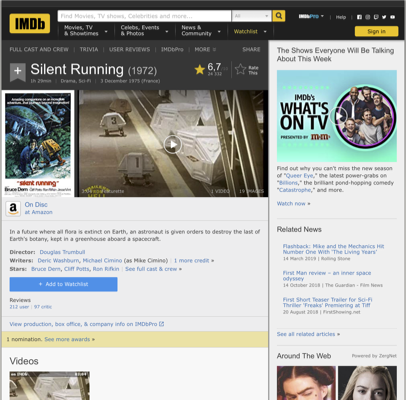 IMDb
Find Movies, TV shows, Celebrities and more...
All
Movies, TV
& Showtimes
Celebs, Events
& Photos
News &
Community
Watchlist
IMDbPro
Help
Sign in
FULL CAST AND CREW | TRIVIA | USER REVIEWS | IMDbPro | MORE
SHARE
+
Silent Running (1972)
1h 29min
Drama, Sci-Fi | 3 December 1975 (France)
6,7
Rate
This
"silent running"
Bruce Dern
1 VIDEO
19 IMAGES
a
On Disc
at Amazon
In a future where all flora is extinct on Earth, an astronaut is given orders to destroy the last of
Earth's botany, kept in a greenhouse aboard a spacecraft.
Director: Douglas Trumbull
Writers: Deric Washburn, Michael Cimino (as Mike Cimino) | 1 more credit »
Stars: Bruce Dern, Cliff Potts, Ron Rifkin | See full cast & crew »
+ Add to Watchlist
Reviews
212 user | 97 critic
View production, box office, & company info on IMDbPro
1 nomination. See more awards »
Videos
The Shows Everyone Will Be Talking
About This Week
IMDb's
WHAT'S
ON TV
PRESENTED BY
Find out why you can't miss the new season
of "Queer Eye," the latest power-grabs on
"Billions," the brilliant pond-hopping comedy
"Catastrophe," and more.
Watch now »
Related News
Flashback: Mike and the Mechanics Hit
Number One With 'The Living Years'
14 March 2019 | Rolling Stone
First Man review – an inner space
odyssey
14 October 2018 | The Guardian - Film News
First Short Teaser Trailer for Sci-Fi
Thriller 'Freaks' Premiering at Tiff
20 August 2018 | FirstShowing.net
See all related articles »
Around The Web
Powered by ZergNet